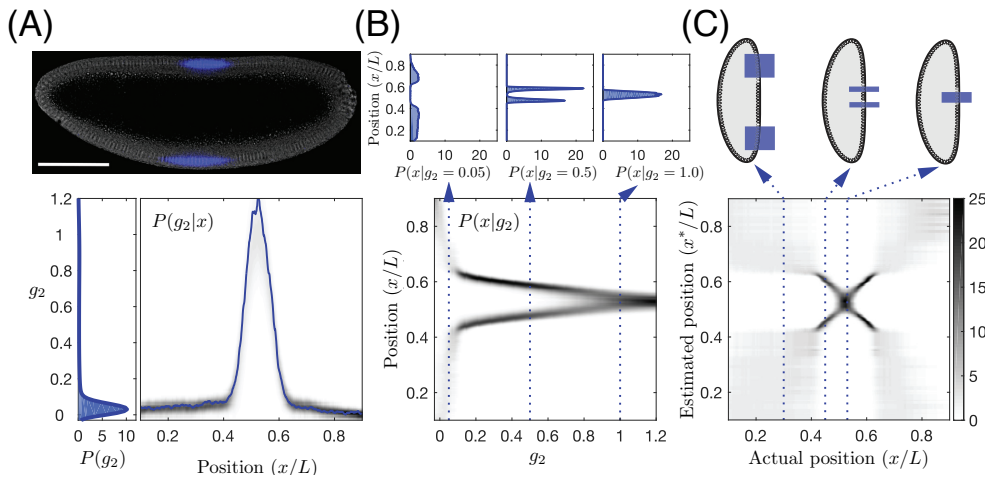 (A)
(B)
(C)
Position (x/L)
0.8
0.6
0.4
0.2
0 10 20
0 10 20
0 10 20
P(x|g₂ = 0.05)
P(x|g₂ = 0.5)
P(x|g₂ = 1.0)
P(g₂|x)
g₂
1.2
1
0.8
0.6
1.2
0.4
0.2
0
0 5 10
P(g₂)
0.2 0.4 0.6 0.8
Position (x/L)
P(x|g₂)
Position (x/L)
0.8
0.6
0.4
0.2
0 0.2 0.4 0.6 0.8 1 1.2
g₂
Estimated position (x*/L)
0.8
0.6
0.4
0.2
0.2 0.4 0.6 0.8
Actual position (x/L)
25
20
15
10
5
0